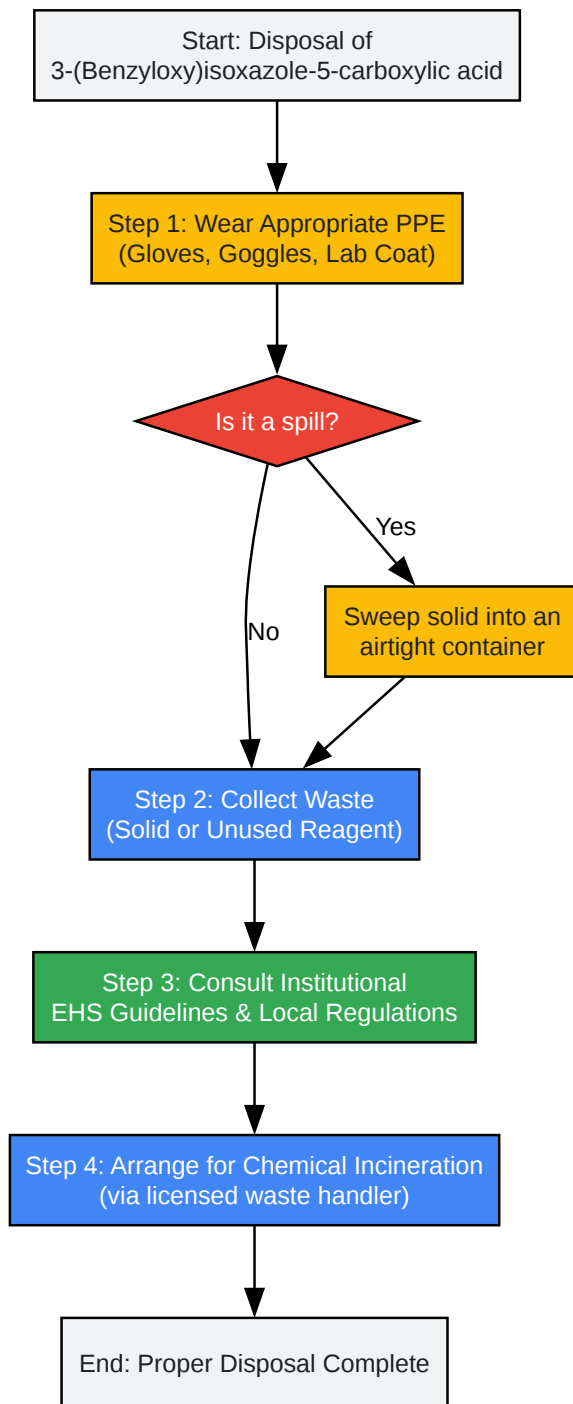 Start: Disposal of
3-(Benzyloxy)isoxazole-5-carboxylic acid
Step 1: Wear Appropriate PPE
(Gloves, Goggles, Lab Coat)
Is it a spill?
Yes
No
Sweep solid into an
airtight container
Step 2: Collect Waste
(Solid or Unused Reagent)
Step 3: Consult Institutional
EHS Guidelines & Local Regulations
Step 4: Arrange for Chemical Incineration
(via licensed waste handler)
End: Proper Disposal Complete